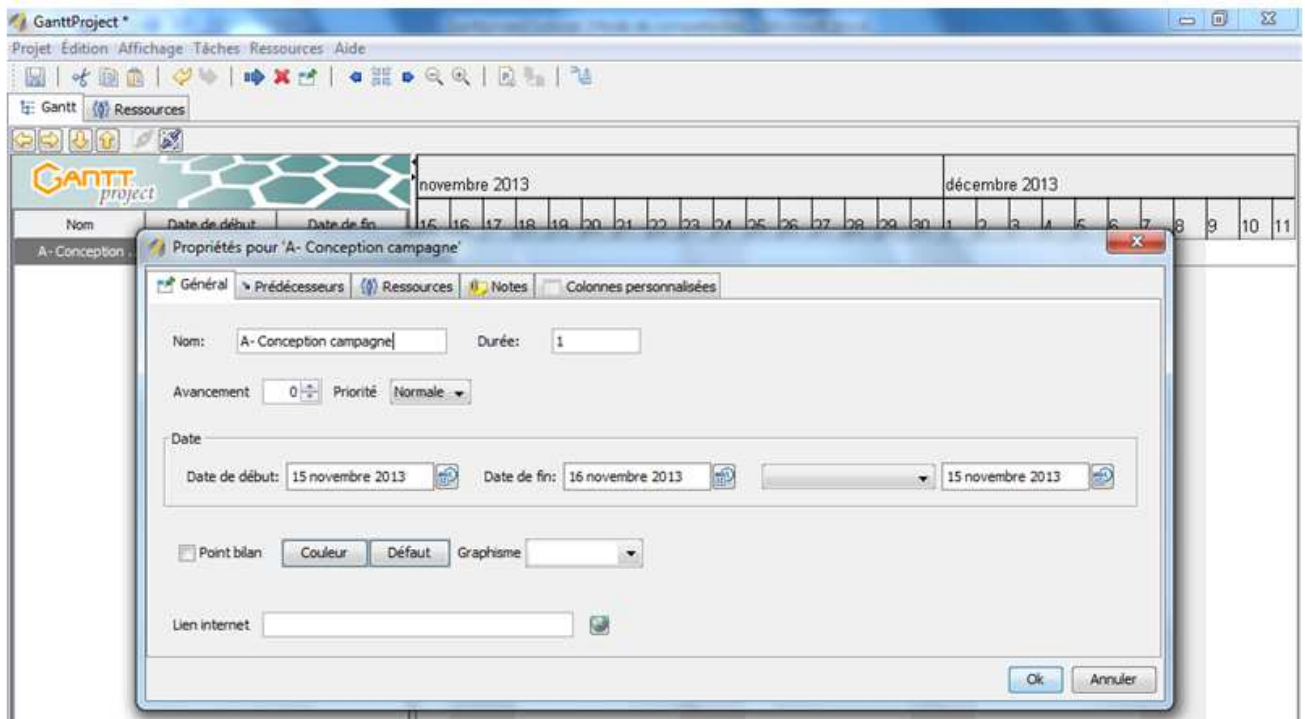 GanttProject *
Projet Édition Affichage Tâches Ressources Aide
Gantt Ressources
GANTT project
novembre 2013 décembre 2013
Nom Date de début Date de fin 15 16 17 18 19 20 21 22 23 24 25 26 27 28 29 30 1 2 3 4 5 6 7 8 9 10 11
A- Conception
Propriétés pour 'A- Conception campagne'
Général Prédécesseurs Ressources Notes Colonnes personnalisées
Nom: A- Conception campagne Durée: 1
Avancement 0 Priorité Normale
Date
Date de début: 15 novembre 2013 Date de fin: 16 novembre 2013 15 novembre 2013
Point bilan Couleur Défaut Graphisme
Lien internet
Ok Annuler